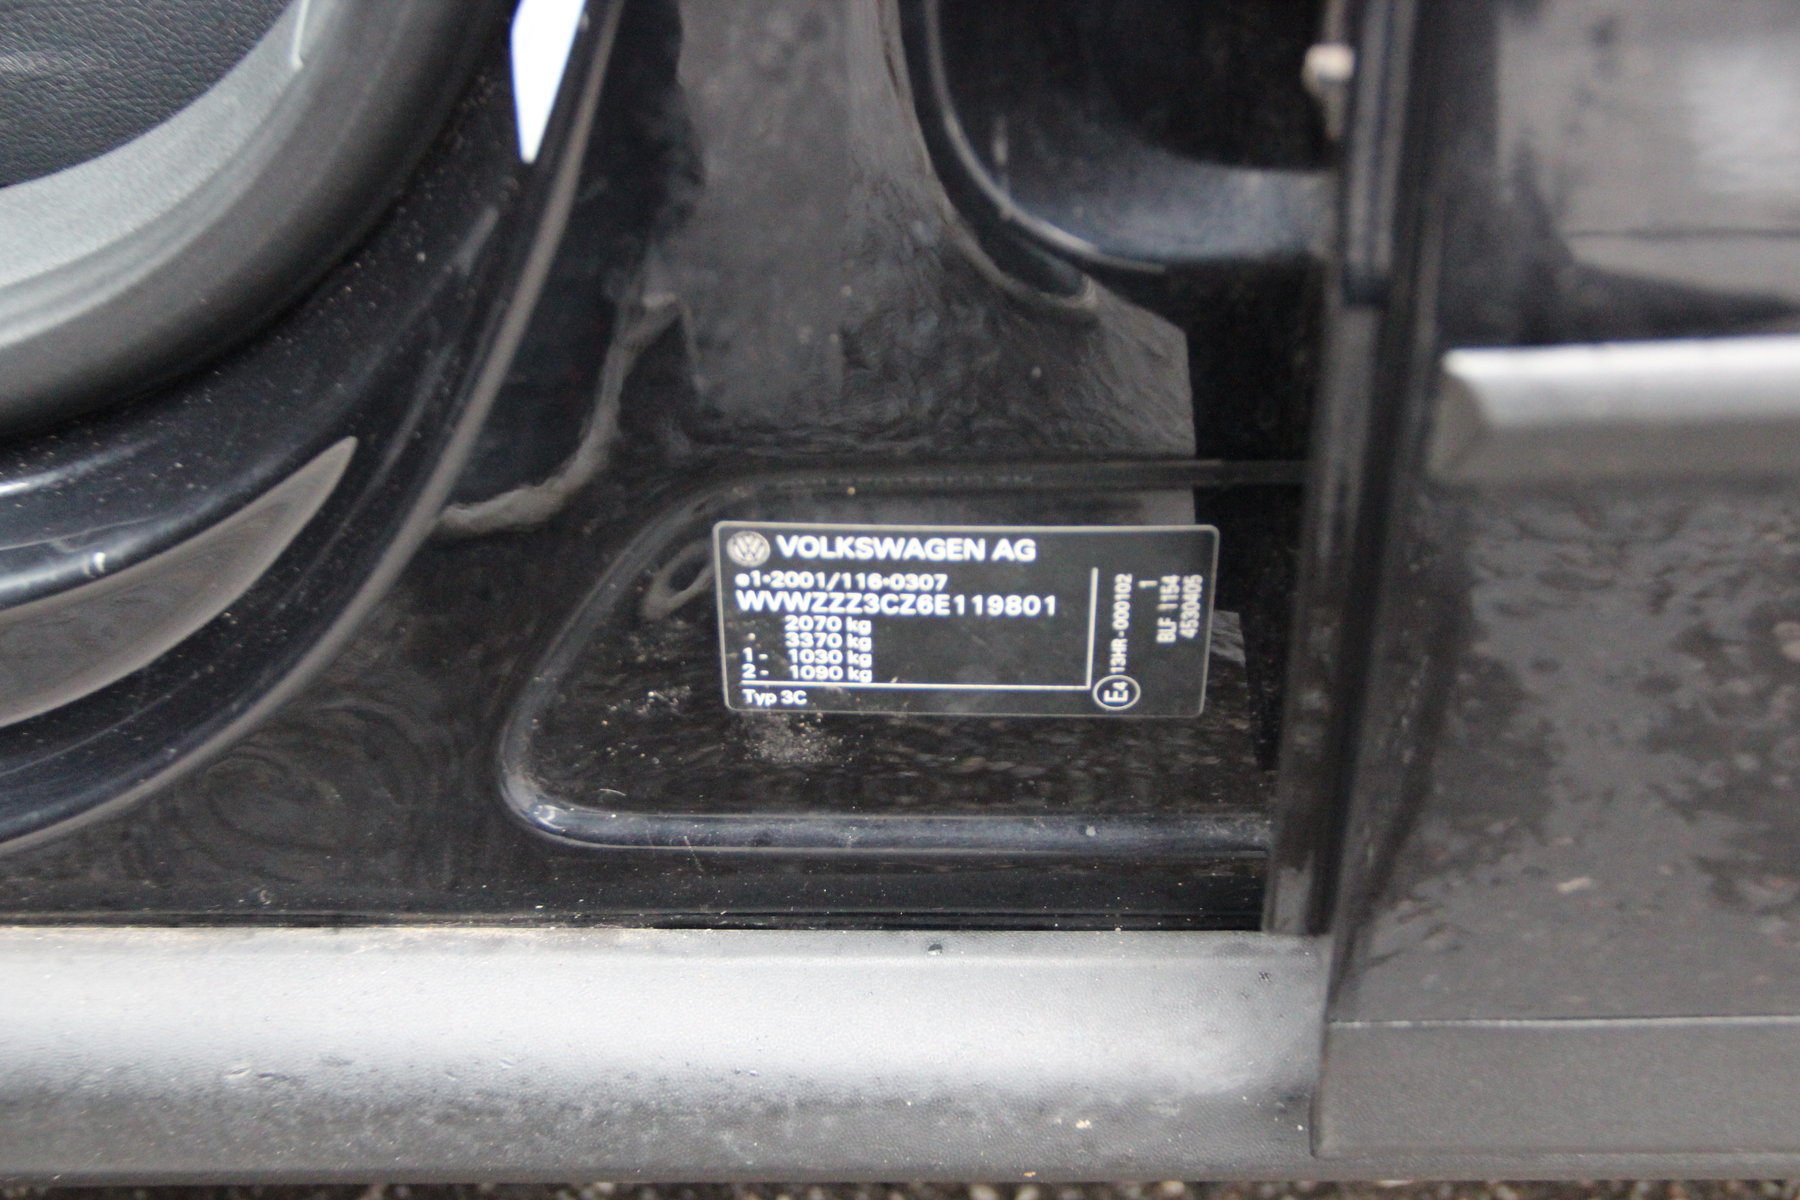 VOLKSWAGEN AG
e1*2001/116*0307
WVWZZZ3CZ6E119801
2070 kg
- 3370 kg
1 - 1030 kg
2 - 1090 kg
Typ 3C
E4 13HR-000102
1
BLF 1154
4530405